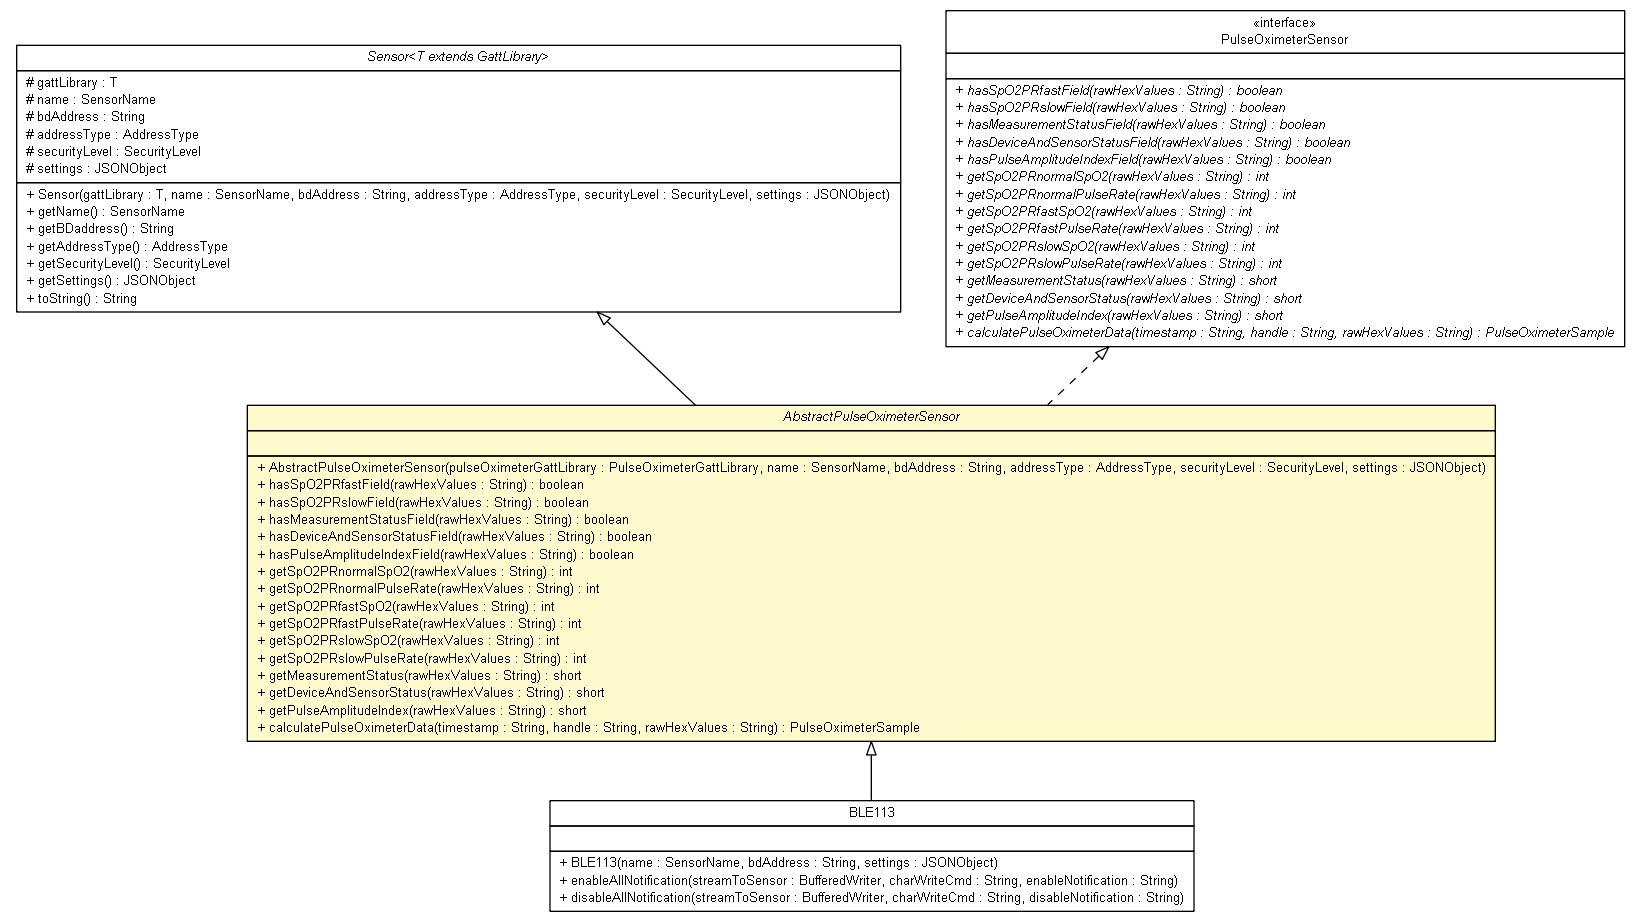 Sensor<T extends GattLibrary>
# gattLibrary : T
# name : SensorName
# bdAddress : String
# addressType : AddressType
# securityLevel : SecurityLevel
# settings : JSONObject
+ Sensor(gattLibrary : T, name : SensorName, bdAddress : String, addressType : AddressType, securityLevel : SecurityLevel, settings : JSONObject)
+ getName() : SensorName
+ getBDaddress() : String
+ getAddressType() : AddressType
+ getSecurityLevel() : SecurityLevel
+ getSettings() : JSONObject
+ toString() : String
«interface»
PulseOximeterSensor
+ hasSpO2PRfastField(rawHexValues : String) : boolean
+ hasSpO2PRslowField(rawHexValues : String) : boolean
+ hasMeasurementStatusField(rawHexValues : String) : boolean
+ hasDeviceAndSensorStatusField(rawHexValues : String) : boolean
+ hasPulseAmplitudeIndexField(rawHexValues : String) : boolean
+ getSpO2PRnormalSpO2(rawHexValues : String) : int
+ getSpO2PRnormalPulseRate(rawHexValues : String) : int
+ getSpO2PRfastSpO2(rawHexValues : String) : int
+ getSpO2PRfastPulseRate(rawHexValues : String) : int
+ getSpO2PRslowSpO2(rawHexValues : String) : int
+ getSpO2PRslowPulseRate(rawHexValues : String) : int
+ getMeasurementStatus(rawHexValues : String) : short
+ getDeviceAndSensorStatus(rawHexValues : String) : short
+ getPulseAmplitudeIndex(rawHexValues : String) : short
+ calculatePulseOximeterData(timestamp : String, handle : String, rawHexValues : String) : PulseOximeterSample
AbstractPulseOximeterSensor
+ AbstractPulseOximeterSensor(pulseOximeterGattLibrary : PulseOximeterGattLibrary, name : SensorName, bdAddress : String, addressType : AddressType, securityLevel : SecurityLevel, settings : JSONObject)
+ hasSpO2PRfastField(rawHexValues : String) : boolean
+ hasSpO2PRslowField(rawHexValues : String) : boolean
+ hasMeasurementStatusField(rawHexValues : String) : boolean
+ hasDeviceAndSensorStatusField(rawHexValues : String) : boolean
+ hasPulseAmplitudeIndexField(rawHexValues : String) : boolean
+ getSpO2PRnormalSpO2(rawHexValues : String) : int
+ getSpO2PRnormalPulseRate(rawHexValues : String) : int
+ getSpO2PRfastSpO2(rawHexValues : String) : int
+ getSpO2PRfastPulseRate(rawHexValues : String) : int
+ getSpO2PRslowSpO2(rawHexValues : String) : int
+ getSpO2PRslowPulseRate(rawHexValues : String) : int
+ getMeasurementStatus(rawHexValues : String) : short
+ getDeviceAndSensorStatus(rawHexValues : String) : short
+ getPulseAmplitudeIndex(rawHexValues : String) : short
+ calculatePulseOximeterData(timestamp : String, handle : String, rawHexValues : String) : PulseOximeterSample
BLE113
+ BLE113(name : SensorName, bdAddress : String, settings : JSONObject)
+ enableAllNotification(streamToSensor : BufferedWriter, charWriteCmd : String, enableNotification : String)
+ disableAllNotification(streamToSensor : BufferedWriter, charWriteCmd : String, disableNotification : String)